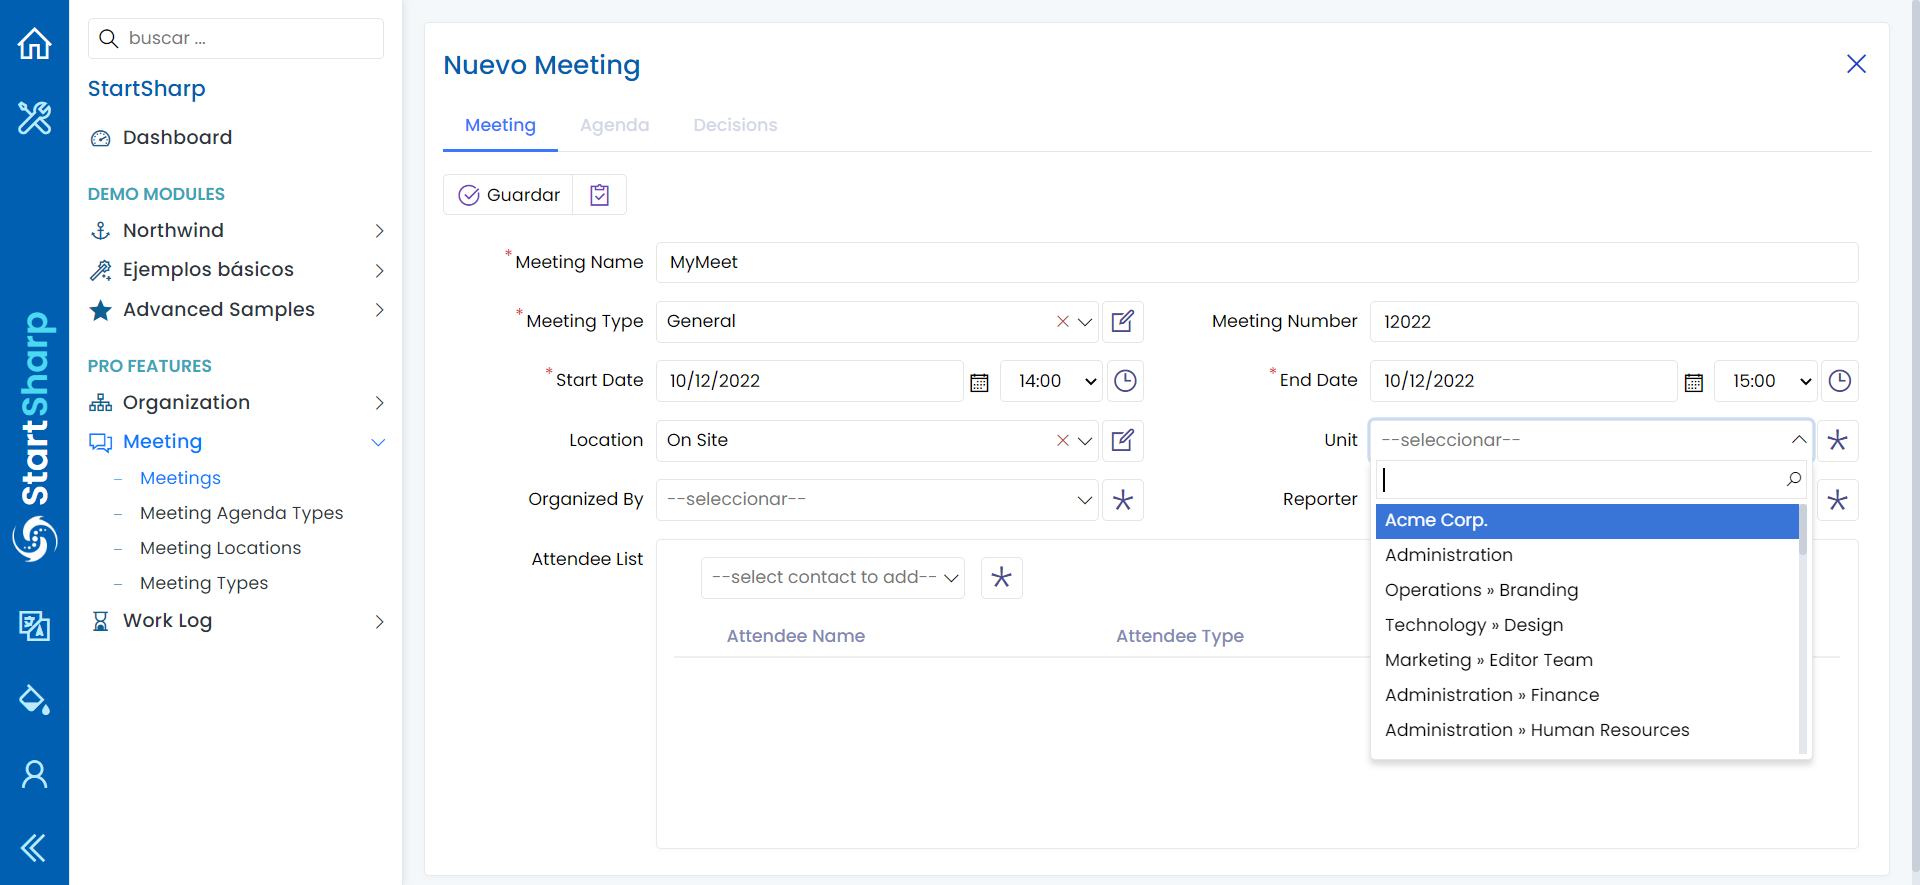 buscar ...
StartSharp
Dashboard
DEMO MODULES
Northwind
Ejemplos básicos
Advanced Samples
PRO FEATURES
Organization
Meeting
– Meetings
– Meeting Agenda Types
– Meeting Locations
– Meeting Types
Work Log
StartSharp
Nuevo Meeting
Meeting Agenda Decisions
Guardar
* Meeting Name MyMeet
* Meeting Type General Meeting Number 12022
* Start Date 10/12/2022 14:00 * End Date 10/12/2022 15:00
Location On Site Unit --seleccionar--
Organized By --seleccionar-- Reporter
Attendee List
--select contact to add--
Attendee Name Attendee Type
Acme Corp.
Administration
Operations » Branding
Technology » Design
Marketing » Editor Team
Administration » Finance
Administration » Human Resources